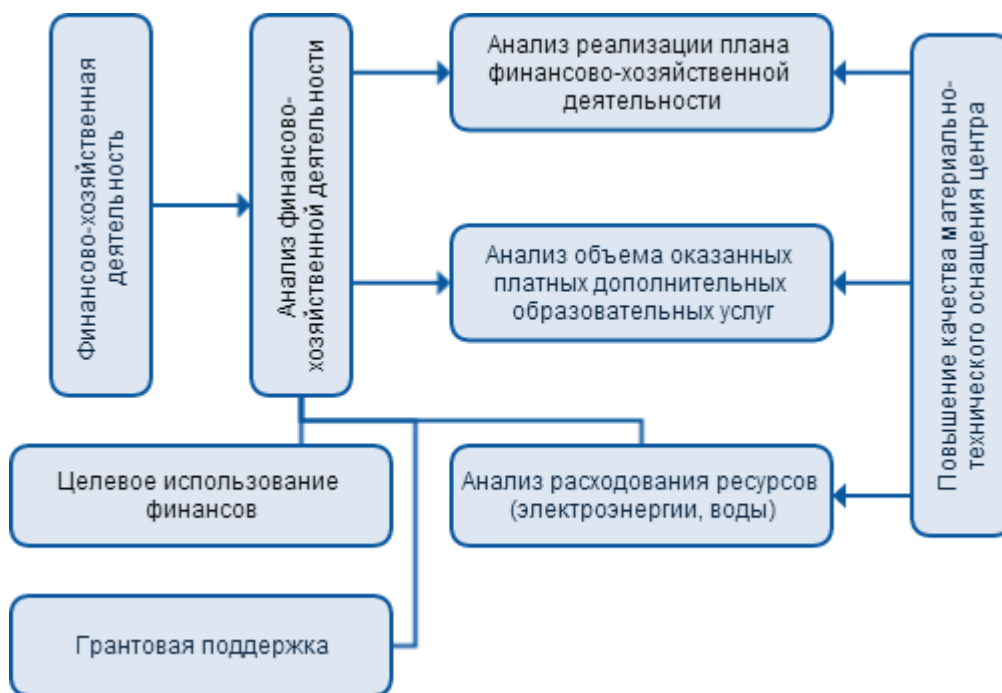 Финансово-хозяйственная
деятельность
Анализ финансово-
хозяйственной деятельности
Анализ реализации плана
финансово-хозяйственной
деятельности
Анализ объема оказанных
платных дополнительных
образовательных услуг
Целевое использование
финансов
Анализ расходования ресурсов
(электроэнергии, воды)
Грантовая поддержка
Повышение качества материально-
технического оснащения центра